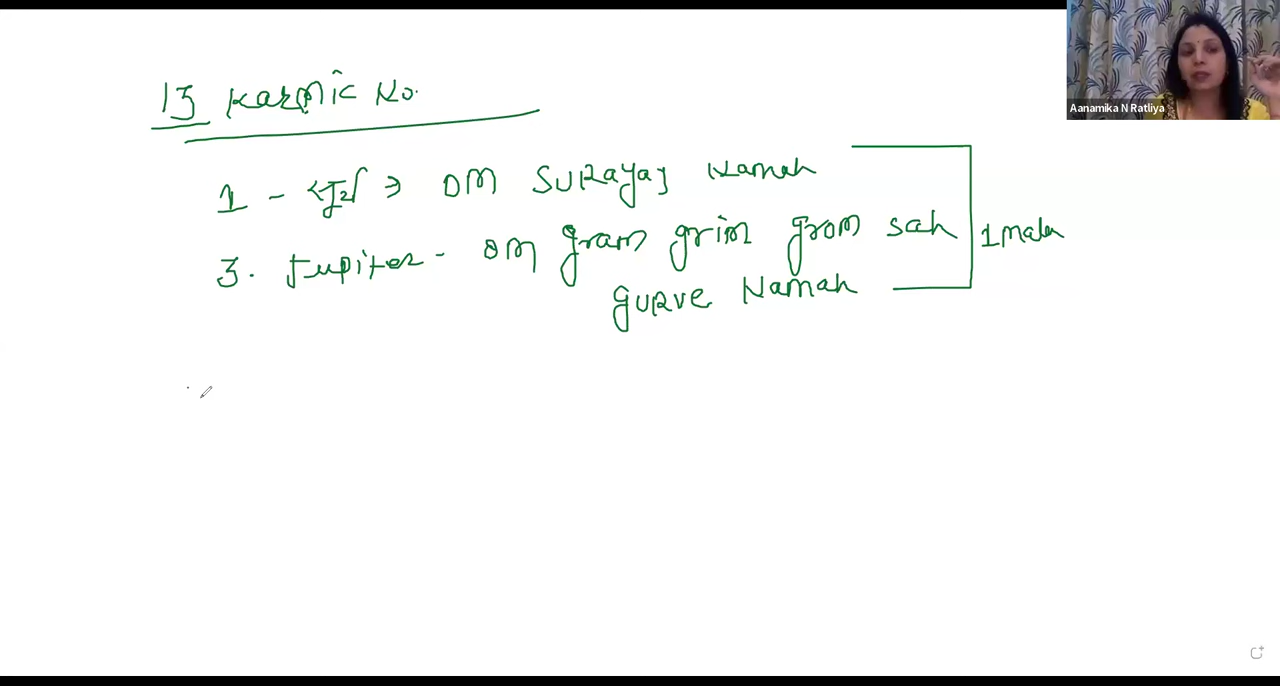 13 Karmic No.
1 - सूर्य → OM SURAYAY Namah
3. Jupiter - OM gram grim grom sah
GURVE Namah
1 Mala
Aanamika N Ratliya